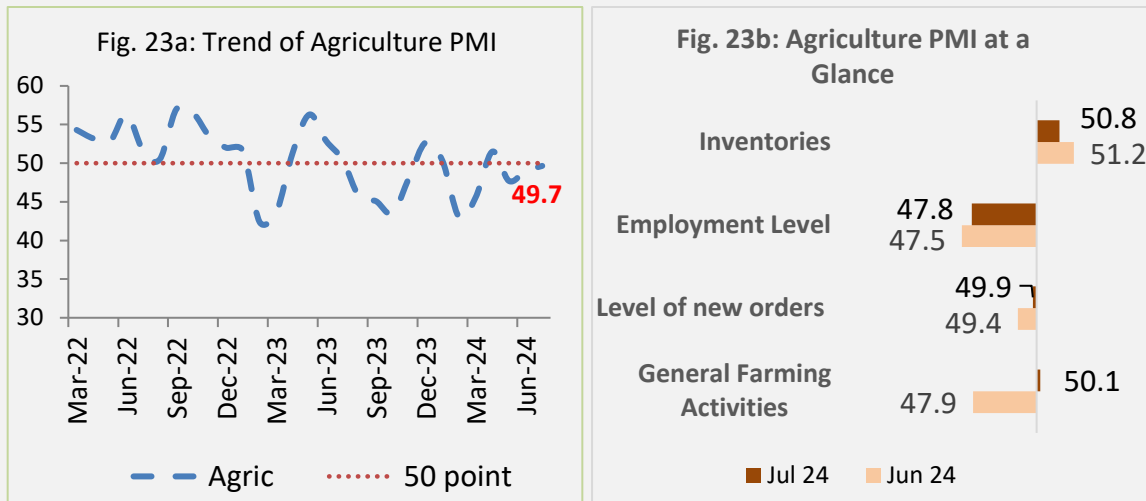 Fig. 23a: Trend of Agriculture PMI
60
55
50
45
40
35
30
49.7
Mar-22
Jun-22
Sep-22
Dec-22
Mar-23
Jun-23
Sep-23
Dec-23
Mar-24
Jun-24
Agric
50 point
Fig. 23b: Agriculture PMI at a
Glance
Inventories
50.8
51.2
Employment Level
47.8
47.5
Level of new orders
49.9
49.4
General Farming
Activities
50.1
47.9
Jul 24
Jun 24